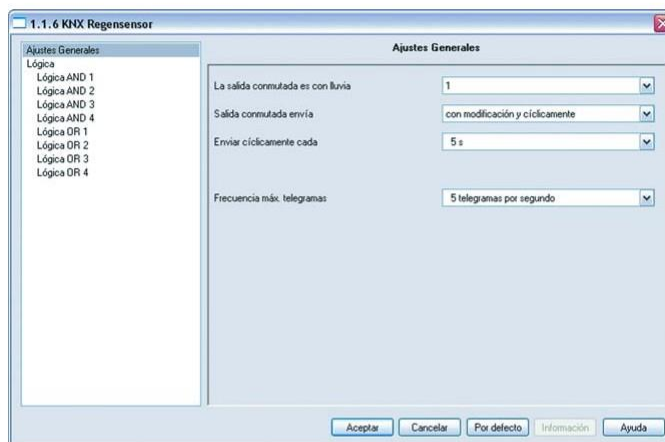 1.1.6 KNX Regensensor
Ajustes Generales
Lógica
Lógica AND 1
Lógica AND 2
Lógica AND 3
Lógica AND 4
Lógica OR 1
Lógica OR 2
Lógica OR 3
Lógica OR 4
Ajustes Generales
La salida conmutada es con lluvia
1
Salida conmutada envía
con modificación y cíclicamente
Enviar cíclicamente cada
5 s
Frecuencia máx. telegramas
5 telegramas por segundo
Aceptar
Cancelar
Por defecto
Información
Ayuda